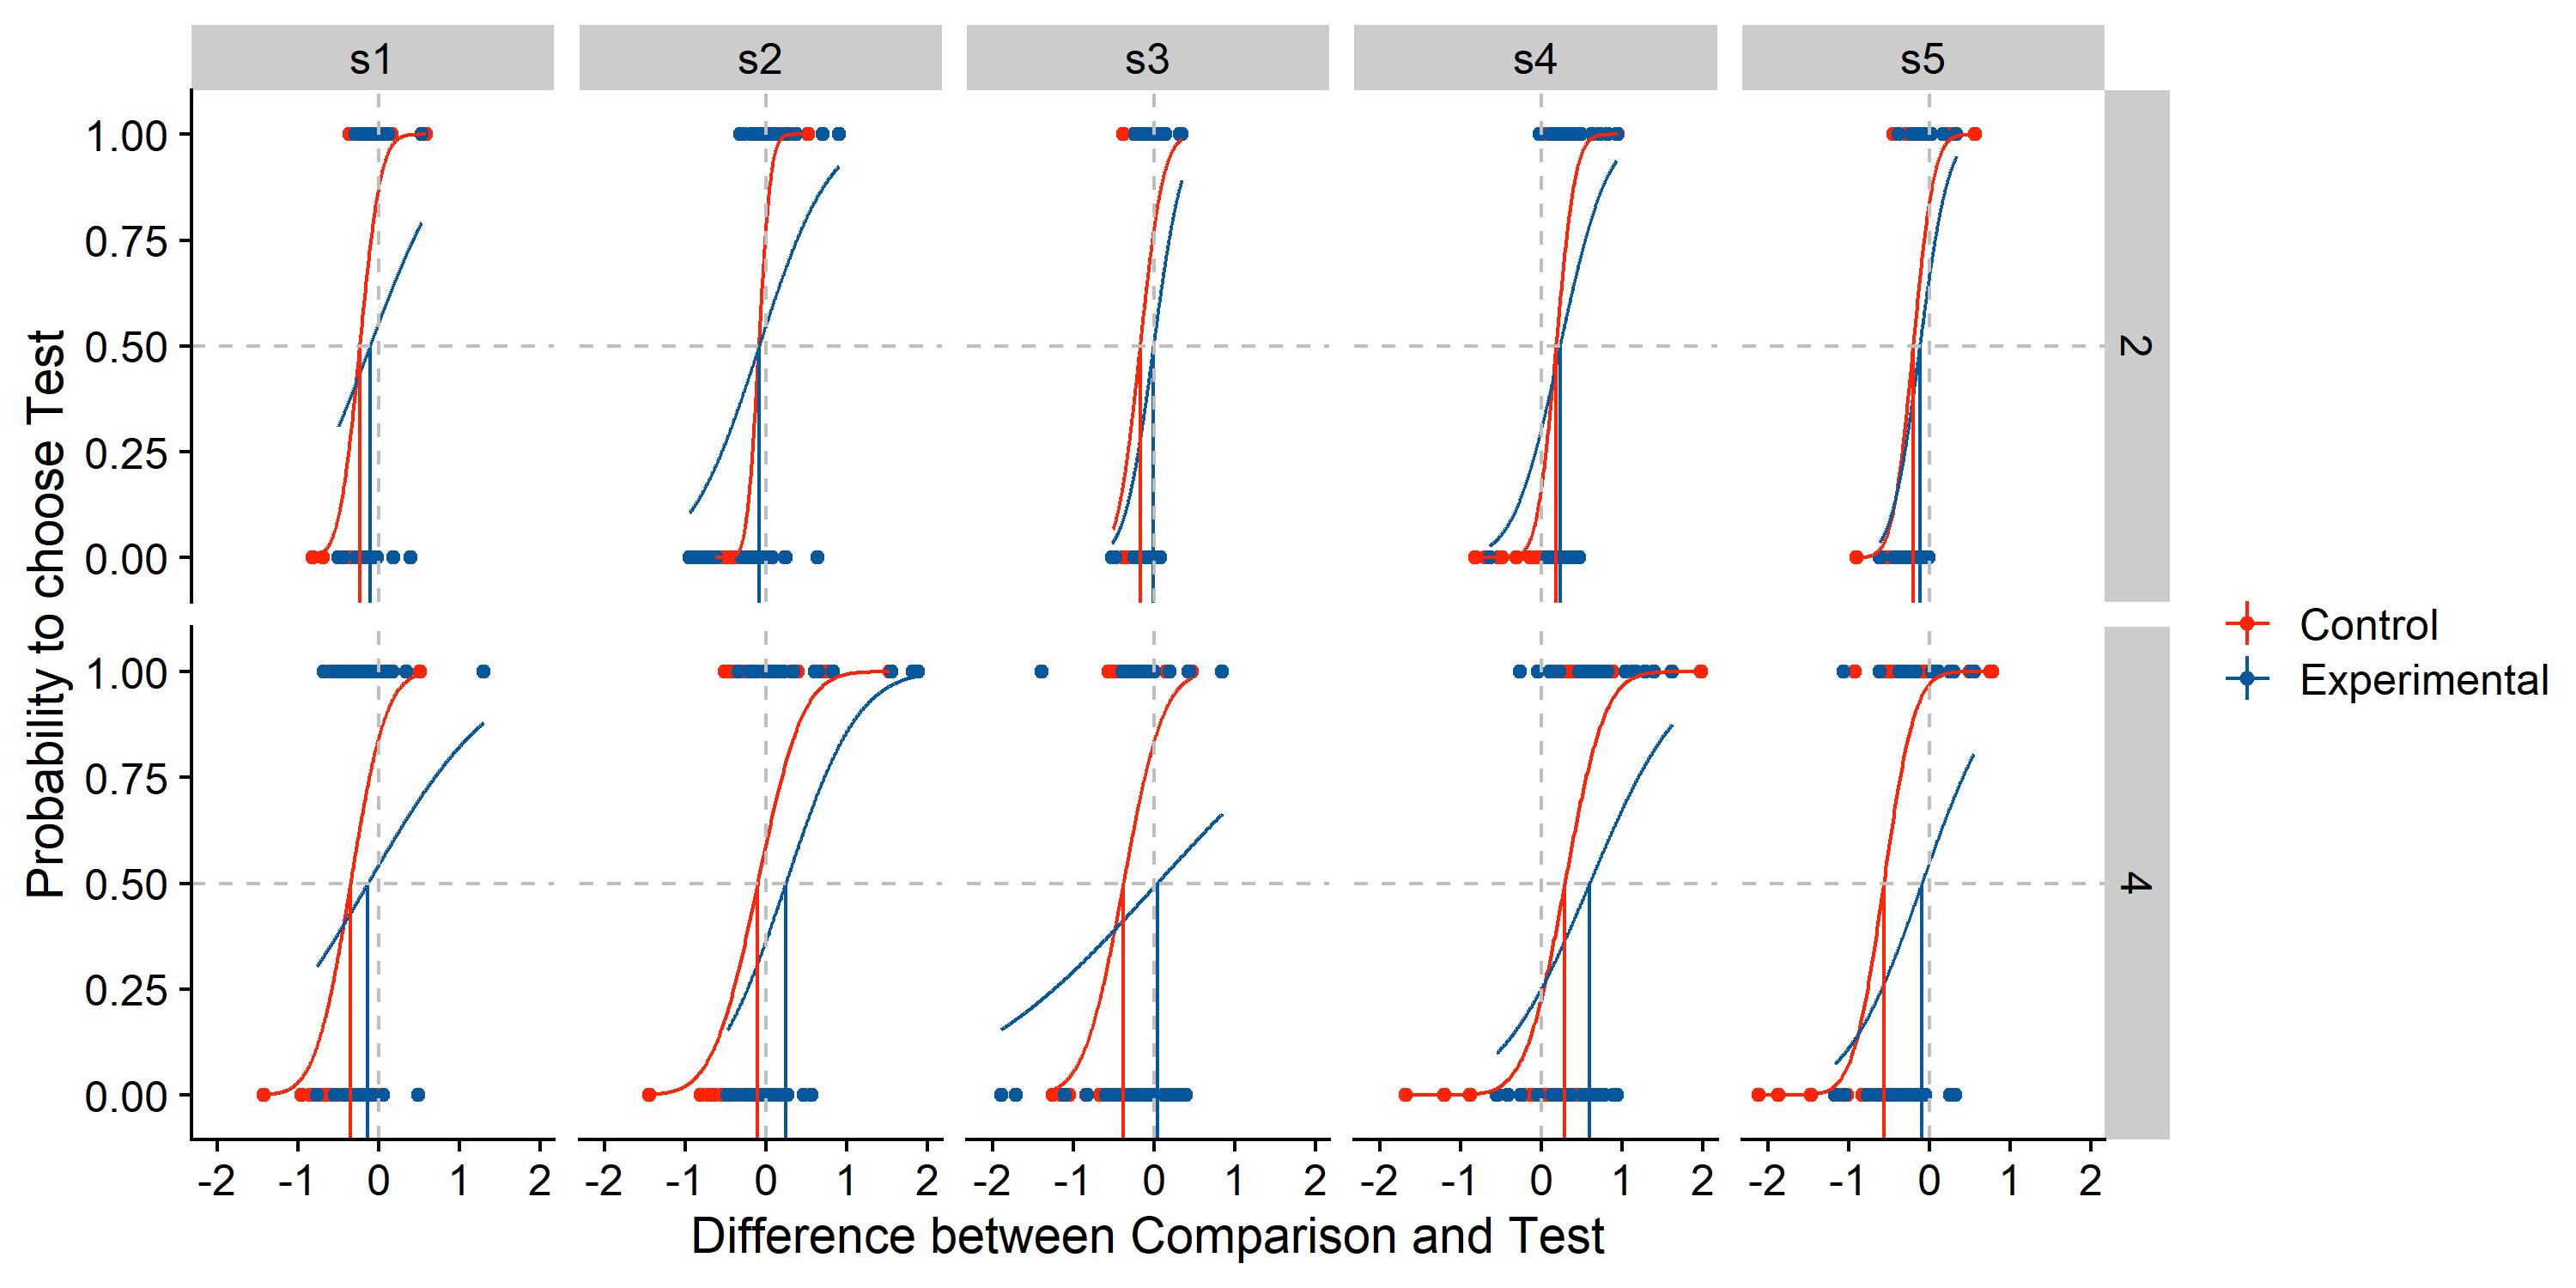 s1 s2 s3 s4 s5
Probability to choose Test
1.00
0.75
0.50
0.25
0.00
2
1.00
0.75
0.50
0.25
0.00
4
-2 -1 0 1 2 -2 -1 0 1 2 -2 -1 0 1 2 -2 -1 0 1 2 -2 -1 0 1 2
Difference between Comparison and Test
Control
Experimental